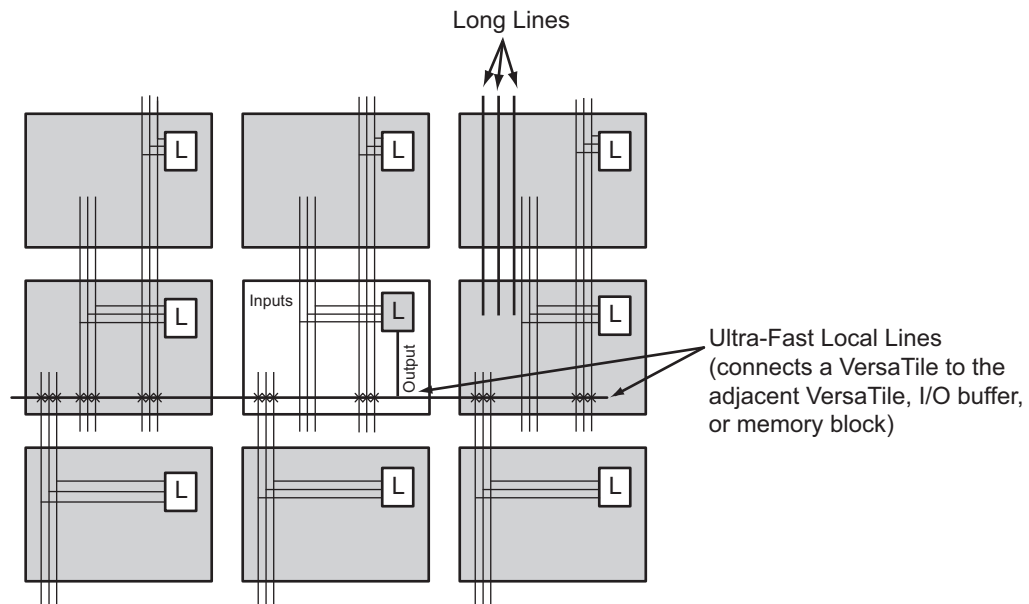 Long Lines
L
L
L
L
Inputs
L
Output
L
Ultra-Fast Local Lines
(connects a VersaTile to the
adjacent VersaTile, I/O buffer,
or memory block)
L
L
L